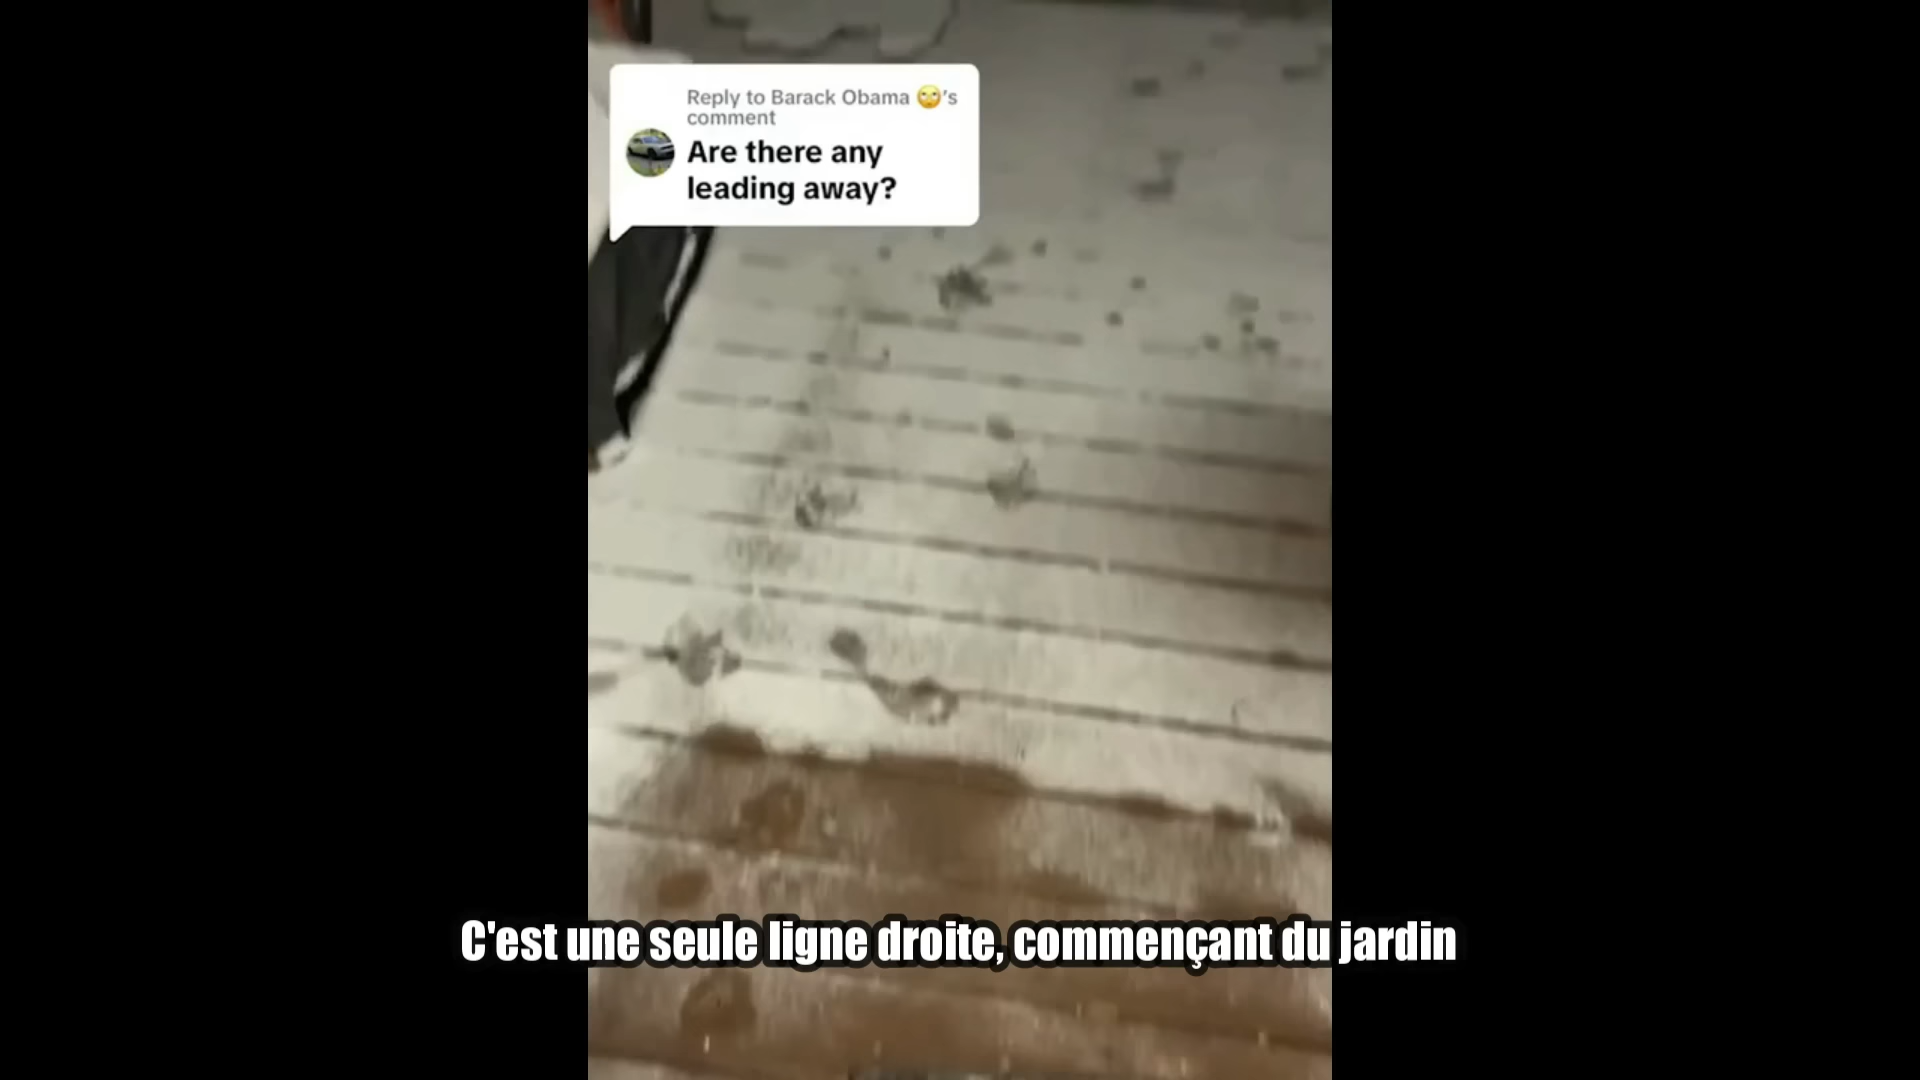 Reply to Barack Obama 🙄's
comment
Are there any
leading away?
C'est une seule ligne droite, commençant du jardin